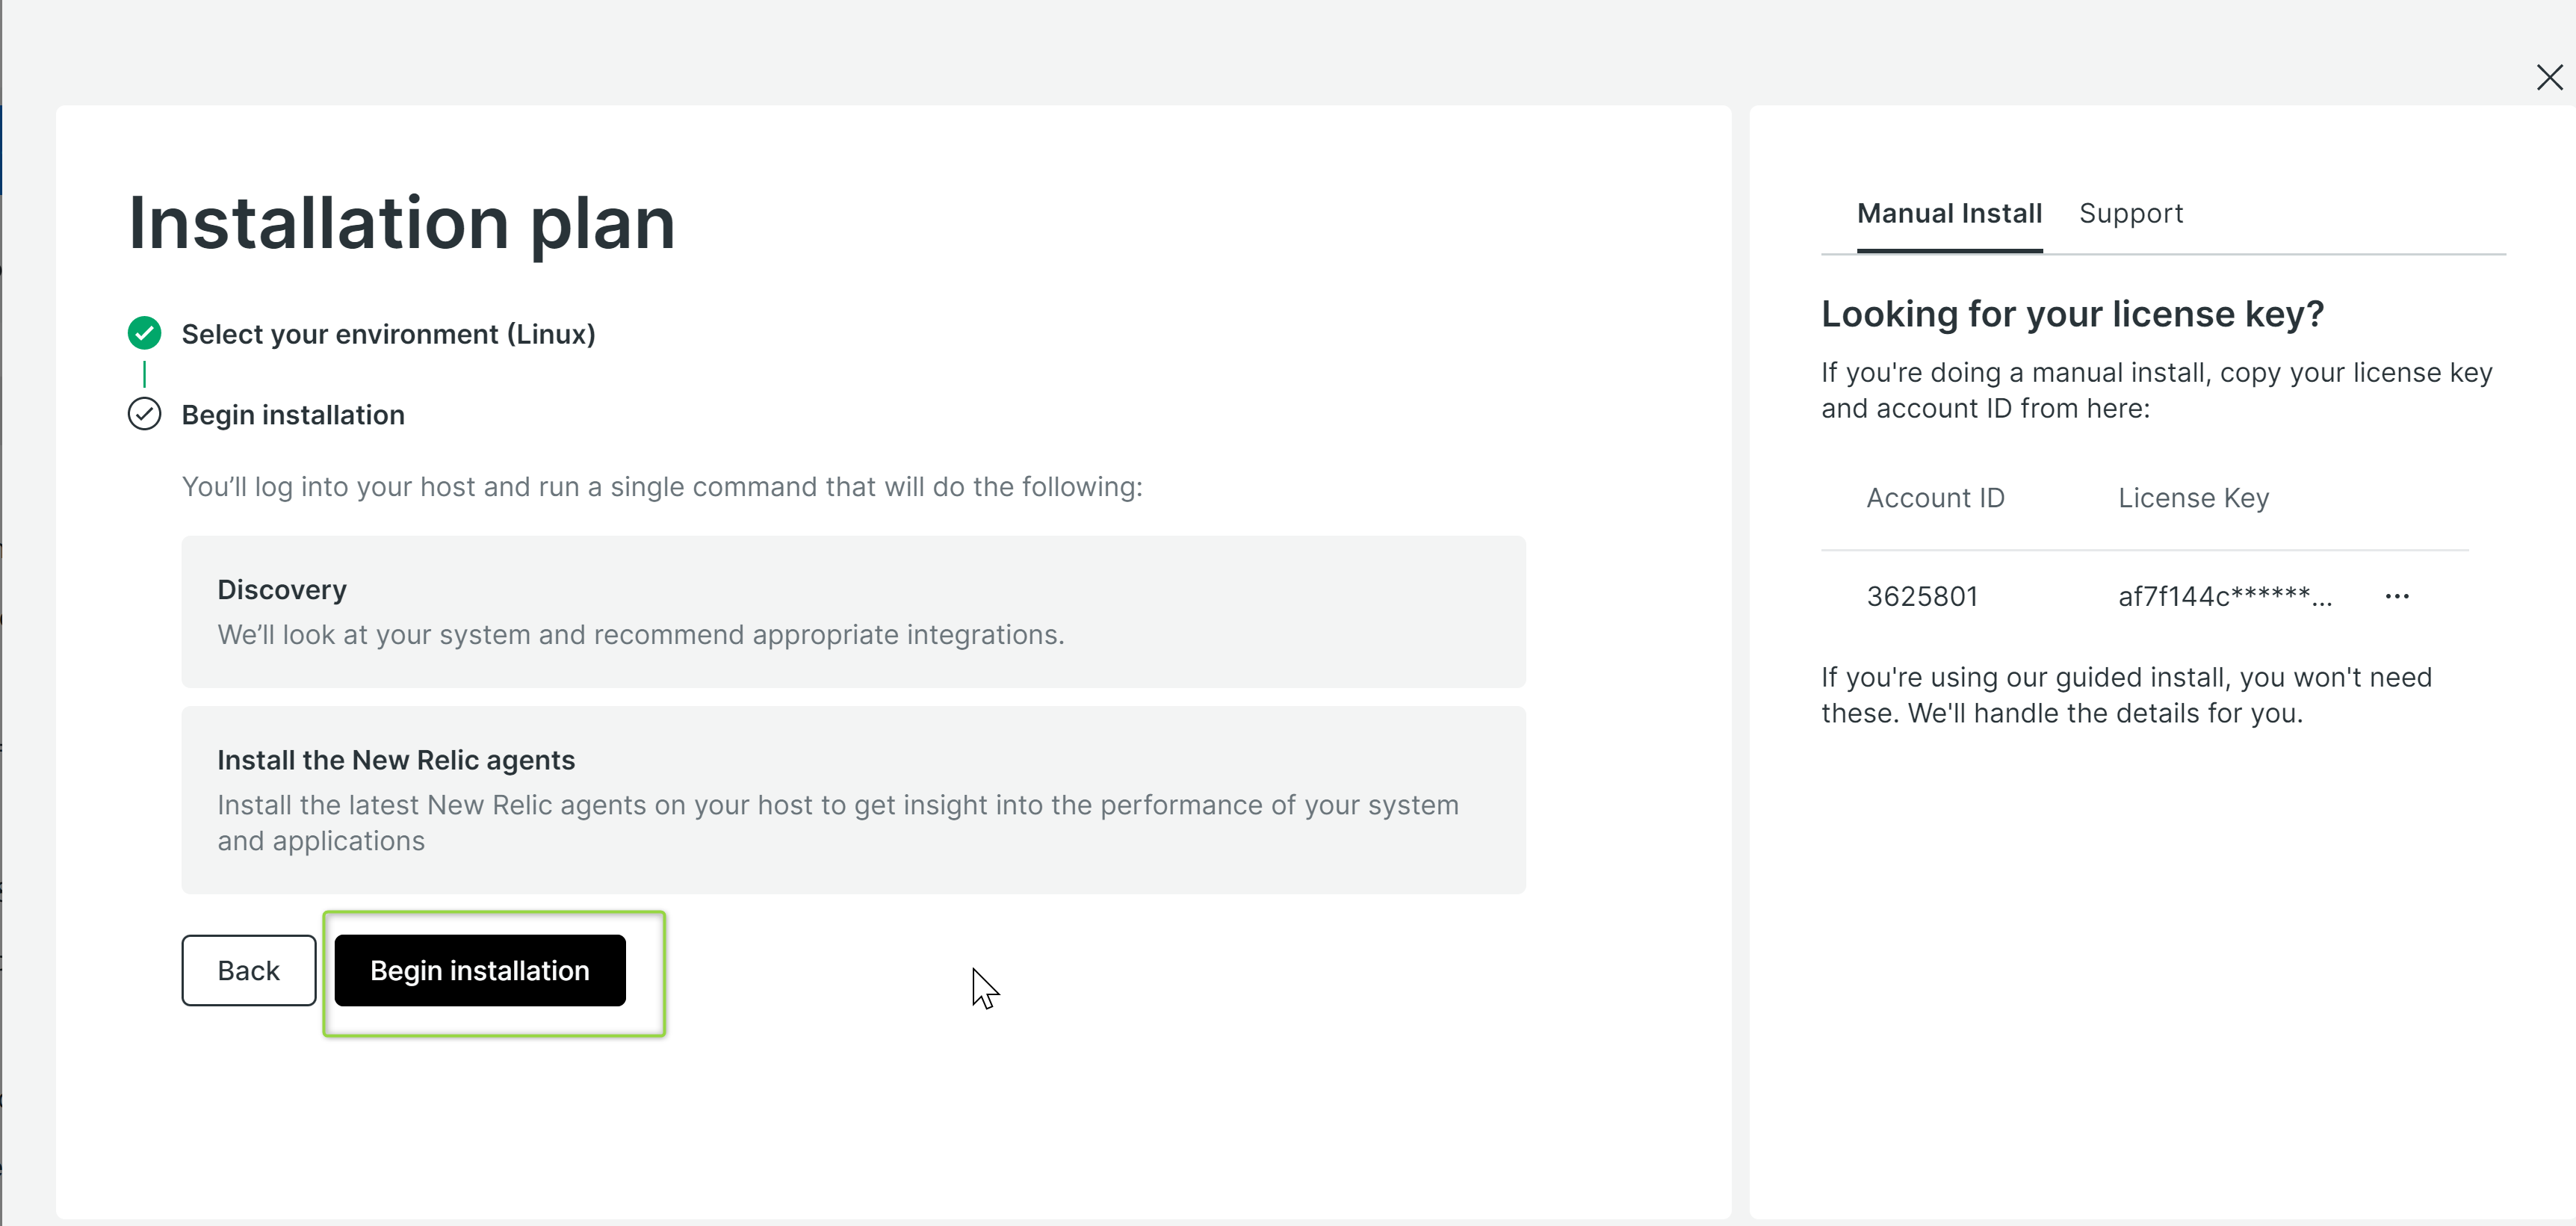 Installation plan
Select your environment (Linux)
Begin installation
You’ll log into your host and run a single command that will do the following:
Discovery
We’ll look at your system and recommend appropriate integrations.
Install the New Relic agents
Install the latest New Relic agents on your host to get insight into the performance of your system
and applications
Back
Begin installation
Manual Install
Support
Looking for your license key?
If you're doing a manual install, copy your license key
and account ID from here:
Account ID
License Key
3625801
af7f144c******...
If you're using our guided install, you won't need
these. We'll handle the details for you.